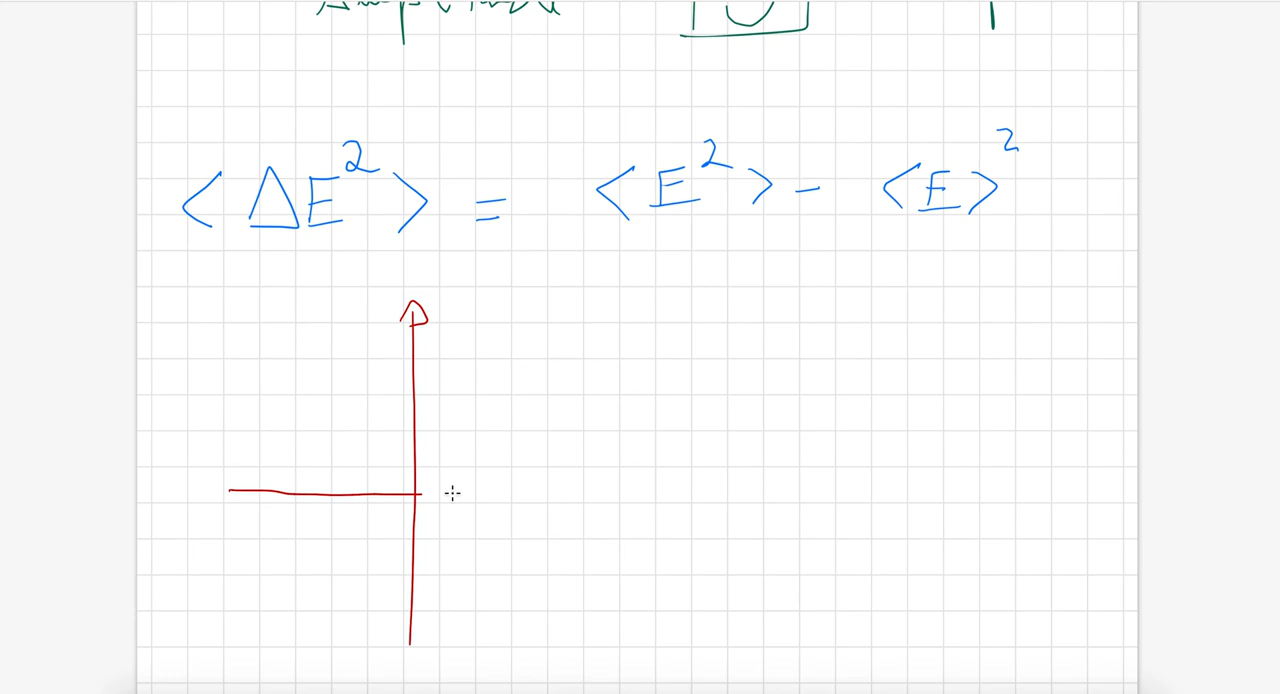 <ΔE²> = <E²> - <E>²